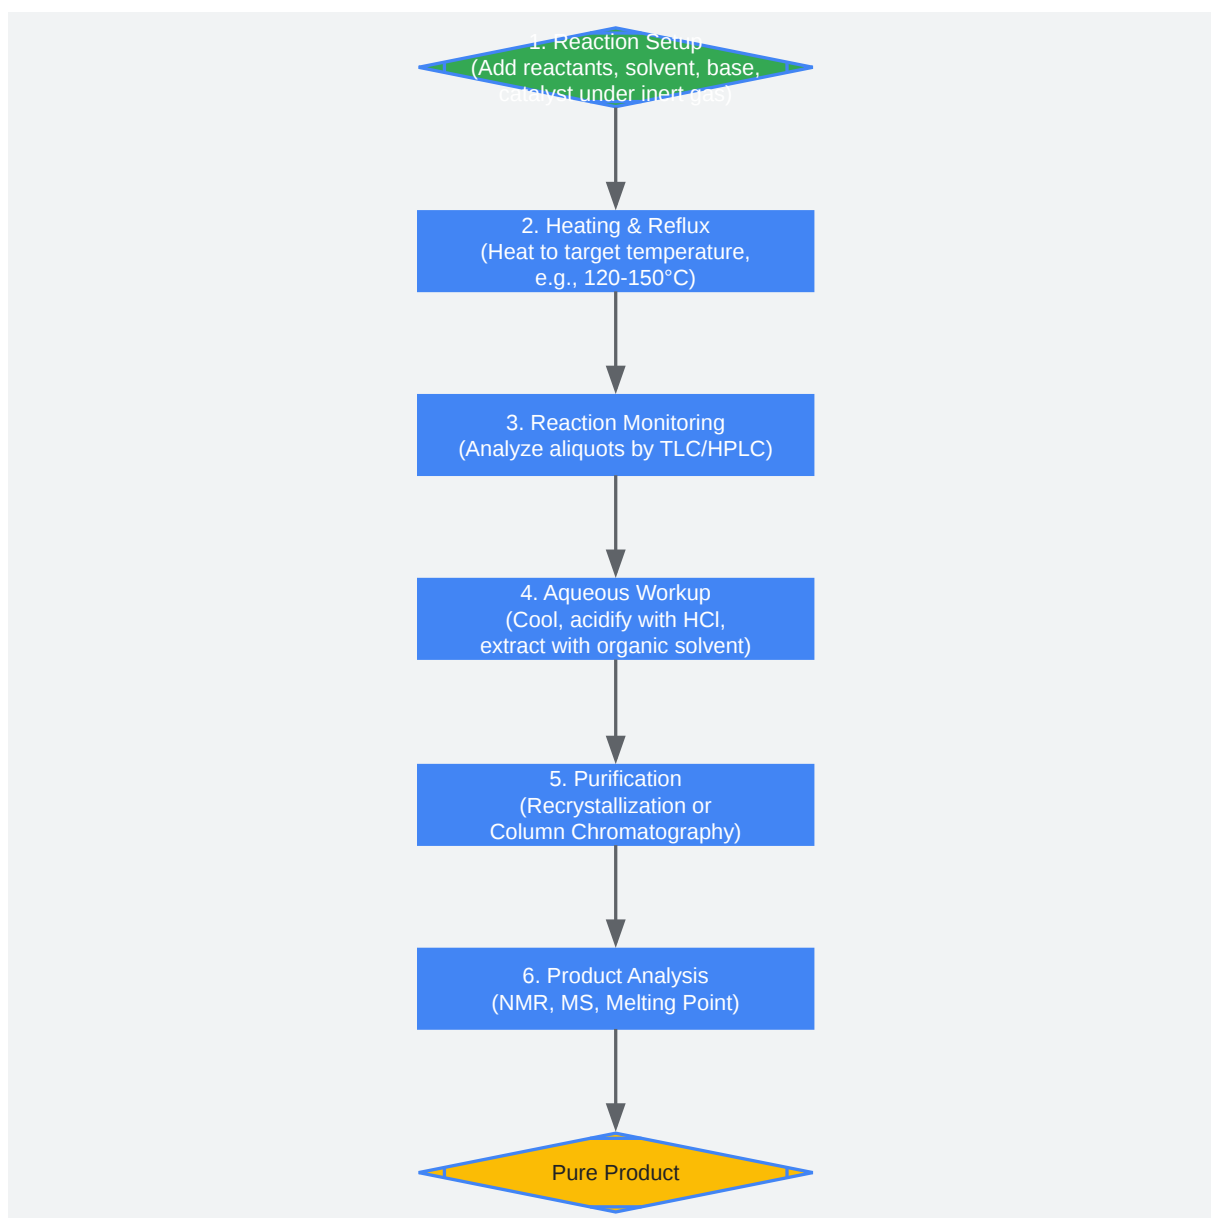 1. Reaction Setup
(Add reactants, solvent, base,
catalyst under inert gas)
2. Heating & Reflux
(Heat to target temperature,
e.g., 120-150°C)
3. Reaction Monitoring
(Analyze aliquots by TLC/HPLC)
4. Aqueous Workup
(Cool, acidify with HCl,
extract with organic solvent)
5. Purification
(Recrystallization or
Column Chromatography)
6. Product Analysis
(NMR, MS, Melting Point)
Pure Product